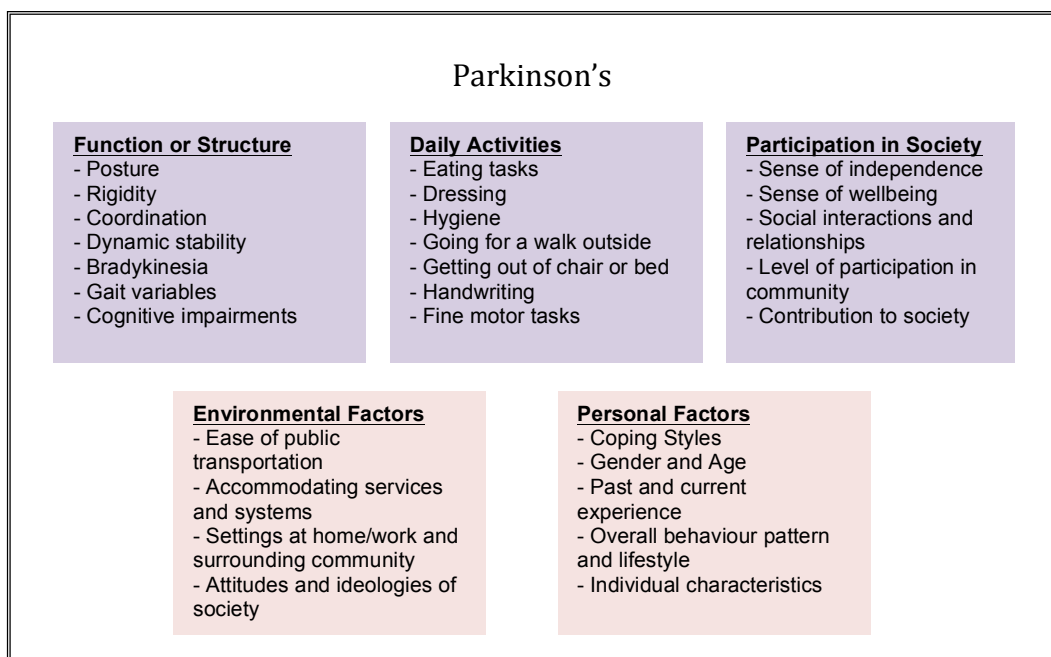 Parkinson's
Function or Structure
- Posture
- Rigidity
- Coordination
- Dynamic stability
- Bradykinesia
- Gait variables
- Cognitive impairments
Daily Activities
- Eating tasks
- Dressing
- Hygiene
- Going for a walk outside
- Getting out of chair or bed
- Handwriting
- Fine motor tasks
Participation in Society
- Sense of independence
- Sense of wellbeing
- Social interactions and
relationships
- Level of participation in
community
- Contribution to society
Environmental Factors
- Ease of public
transportation
- Accommodating services
and systems
- Settings at home/work and
surrounding community
- Attitudes and ideologies of
society
Personal Factors
- Coping Styles
- Gender and Age
- Past and current
experience
- Overall behaviour pattern
and lifestyle
- Individual characteristics